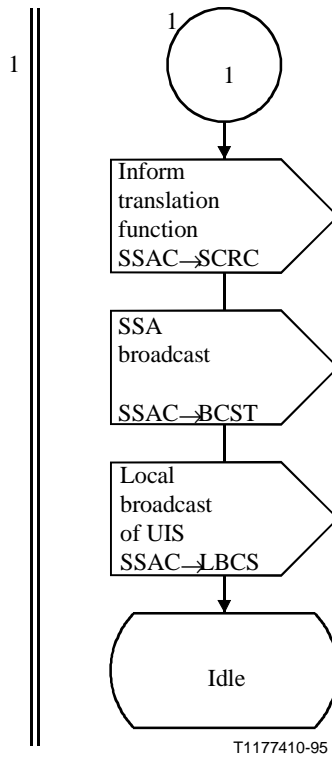 1
1
1
Inform
translation
function
SSAC→SCRC
SSA
broadcast
SSAC→BCST
Local
broadcast
of UIS
SSAC→LBCS
Idle
T1177410-95